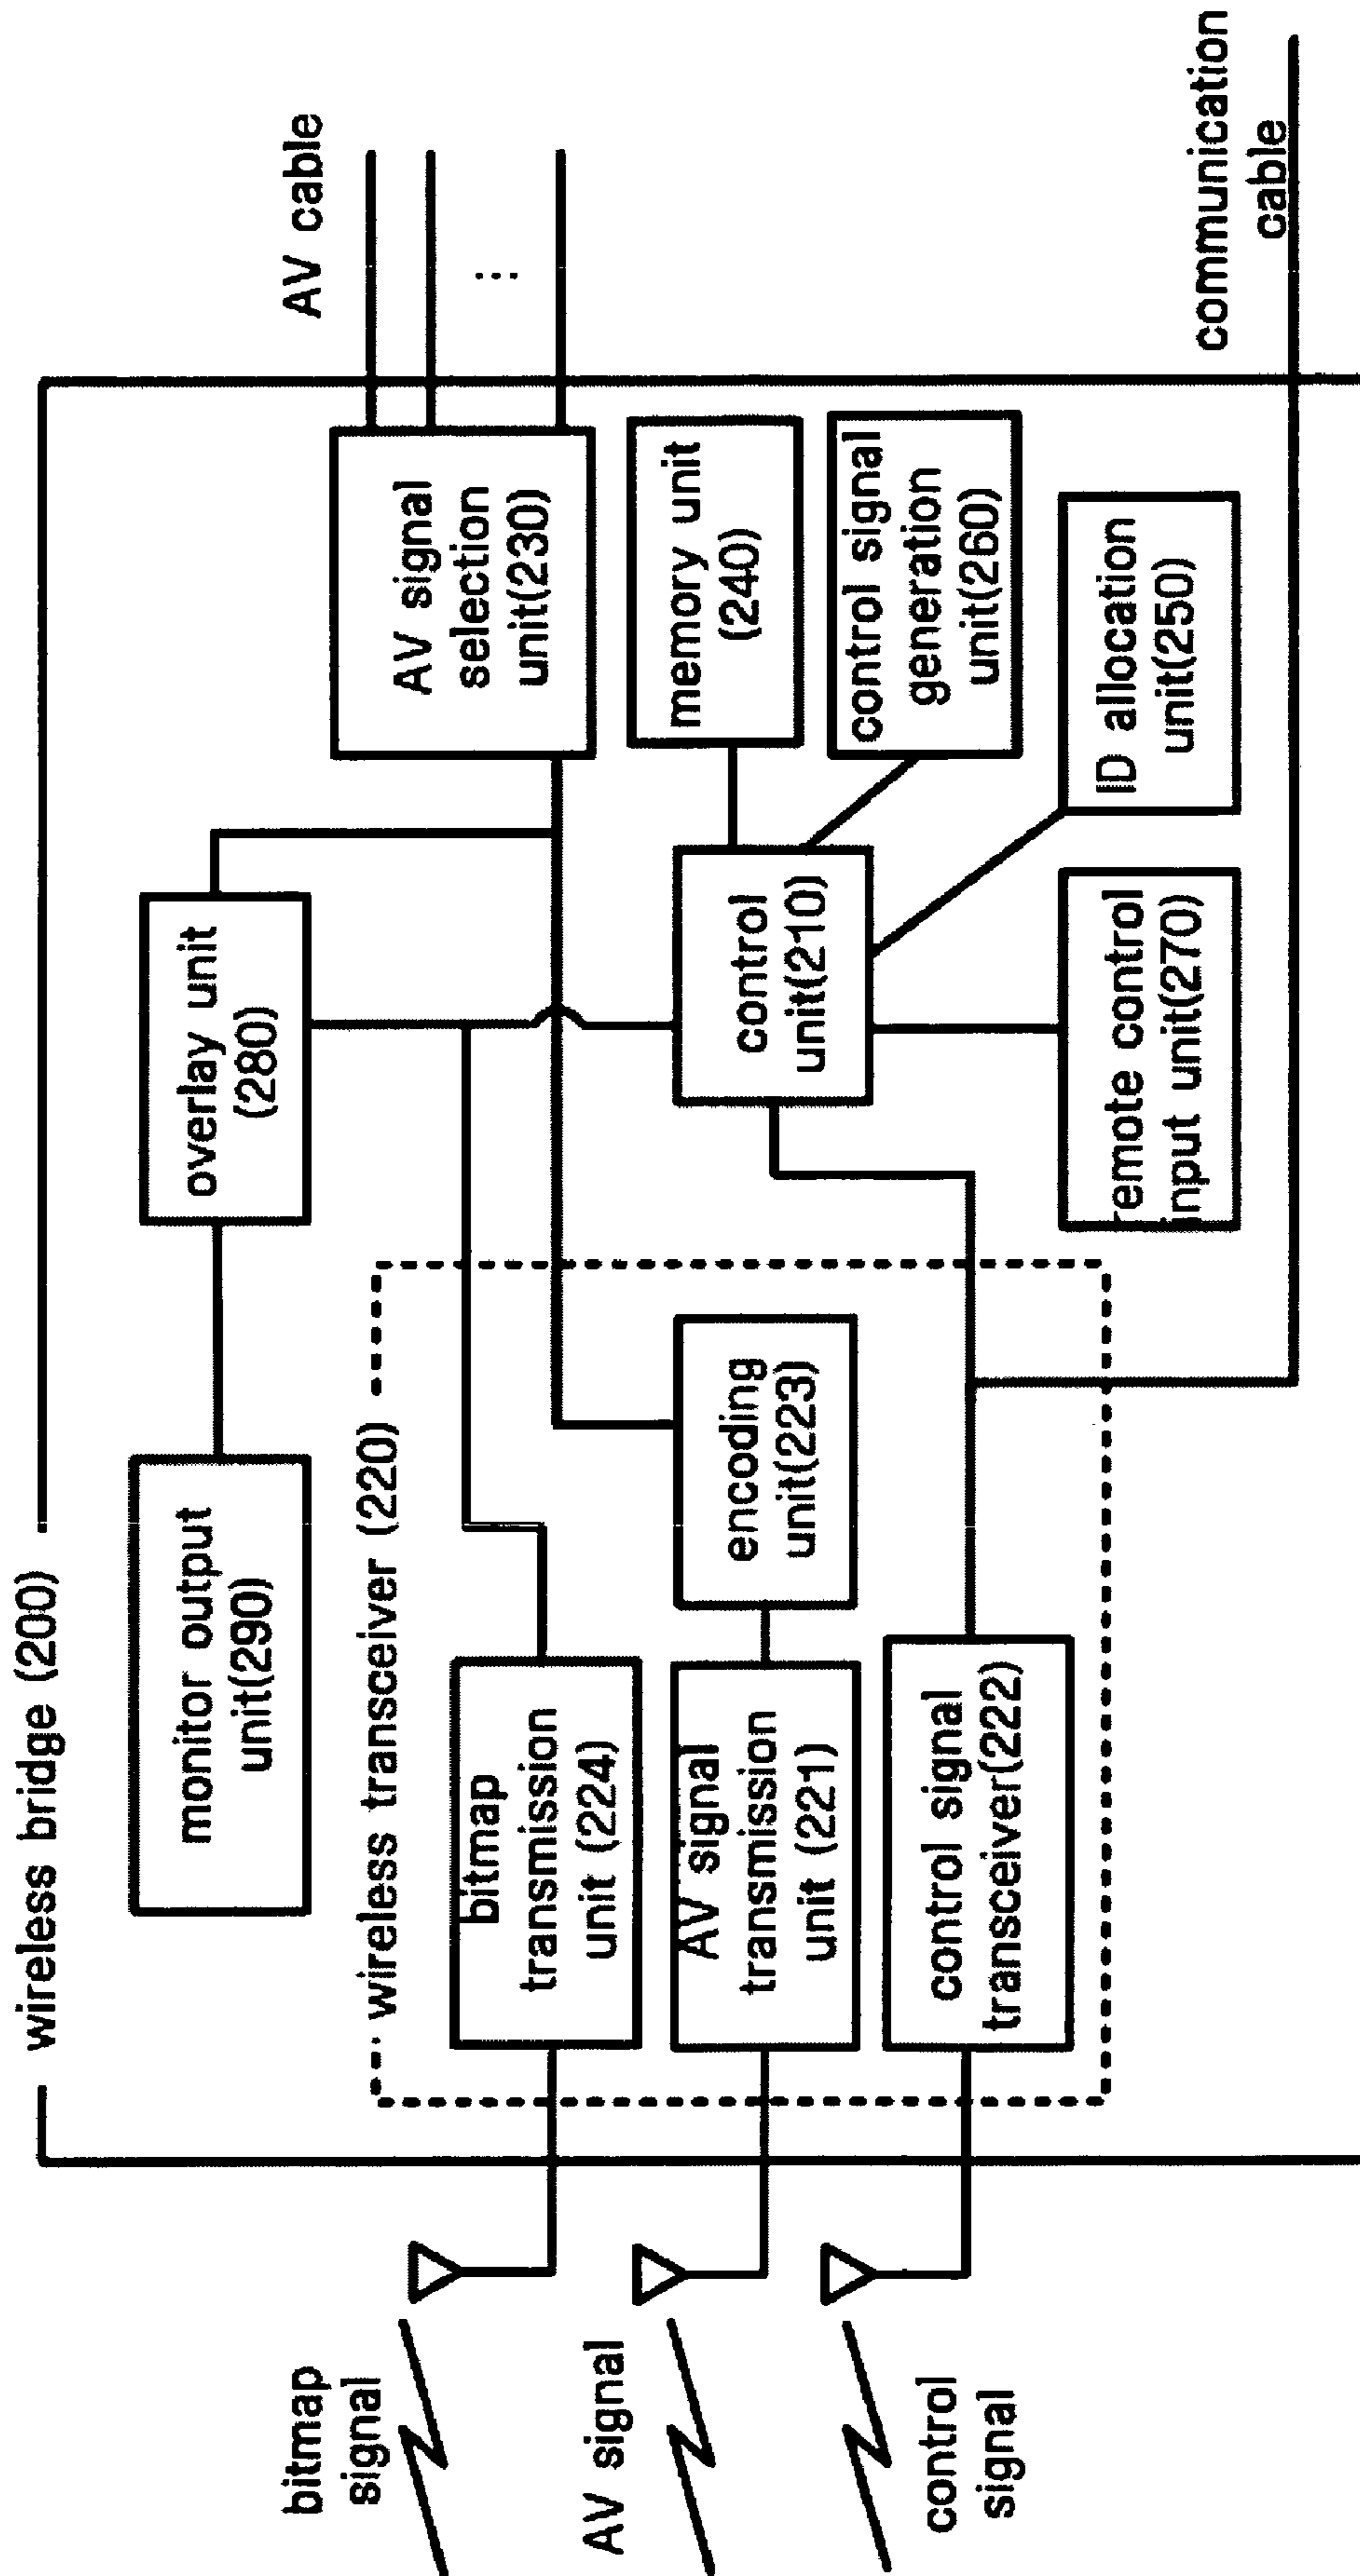 wireless bridge (200)
monitor output
unit(290)
overlay unit
(280)
AV cable
wireless transceiver (220)
bitmap
signal
bitmap
transmission
unit (224)
AV signal
selection
unit(230)
⋮
AV signal
AV signal
transmission
unit (221)
encoding
unit(223)
control
unit(210)
memory unit
(240)
control signal
generation
unit(260)
control
signal
control signal
transceiver(222)
remote control
input unit(270)
ID allocation
unit(250)
communication
cable